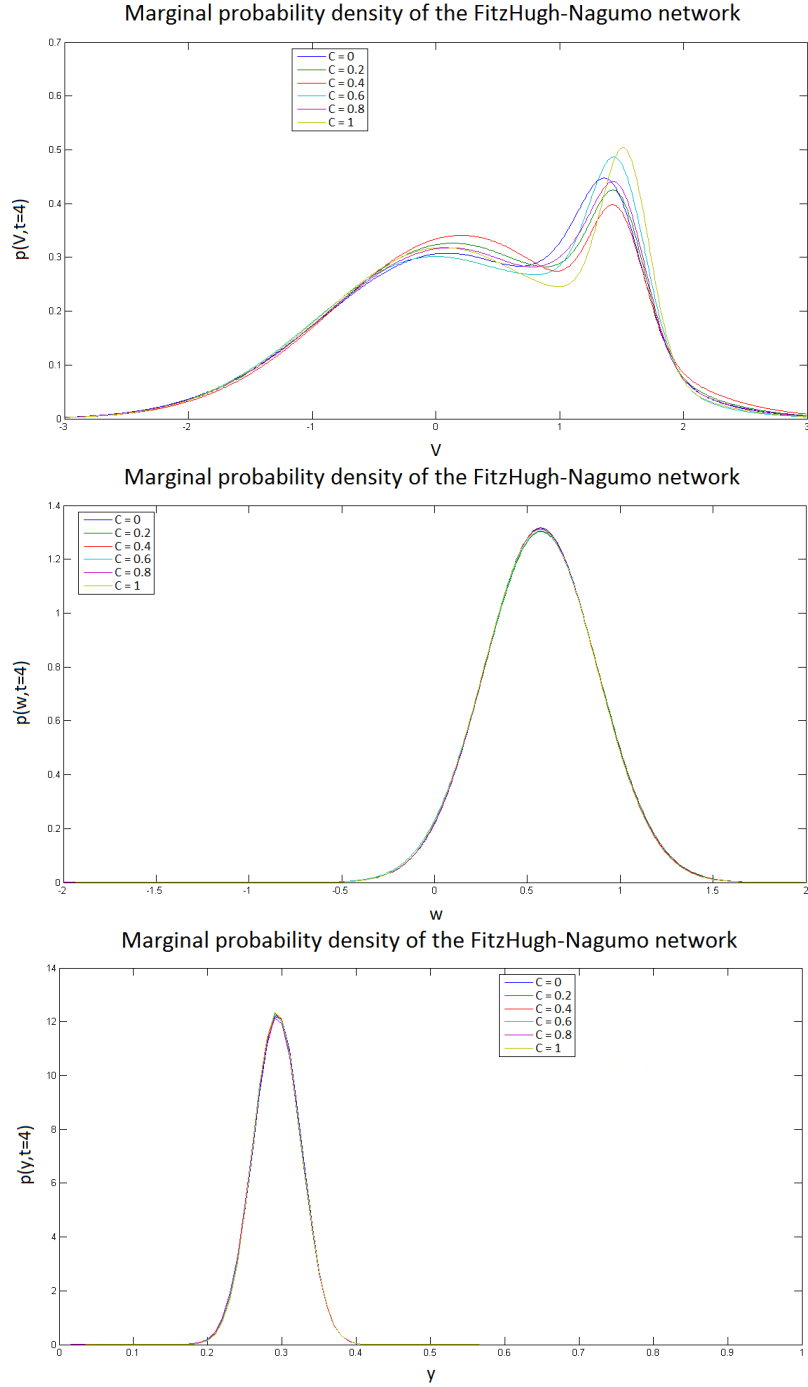 Marginal probability density of the FitzHugh-Nagumo network
0.7
0.6
0.5
0.4
0.3
0.2
0.1
0
C = 0
C = 0.2
C = 0.4
C = 0.6
C = 0.8
C = 1
p(V,t=4)
-3
-2
-1
0
1
2
3
V
Marginal probability density of the FitzHugh-Nagumo network
1.4
1.2
1
0.8
0.6
0.4
0.2
0
C = 0
C = 0.2
C = 0.4
C = 0.6
C = 0.8
C = 1
p(w,t=4)
-2
-1.5
-1
-0.5
0
0.5
1
1.5
2
w
Marginal probability density of the FitzHugh-Nagumo network
14
12
10
8
6
4
2
0
C = 0
C = 0.2
C = 0.4
C = 0.6
C = 0.8
C = 1
p(y,t=4)
0
0.1
0.2
0.3
0.4
0.5
0.6
0.7
0.8
0.9
1
y